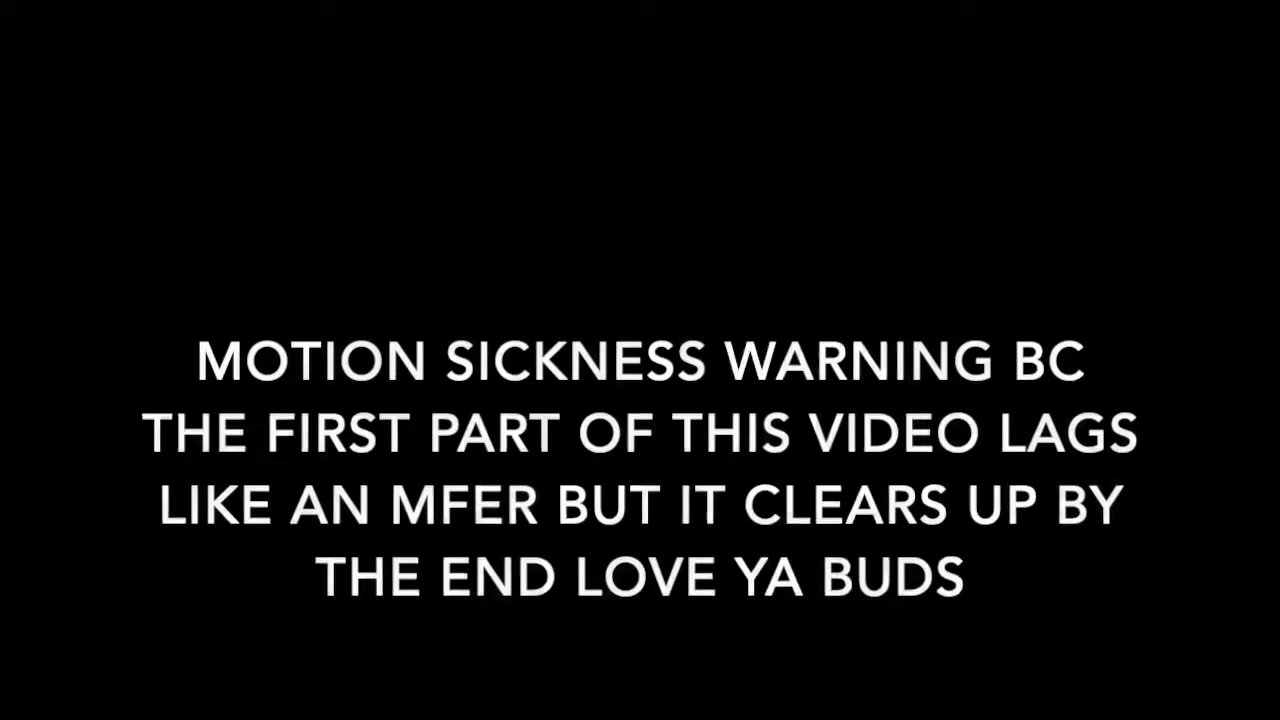 MOTION SICKNESS WARNING BC
THE FIRST PART OF THIS VIDEO LAGS
LIKE AN MFER BUT IT CLEARS UP BY
THE END LOVE YA BUDS